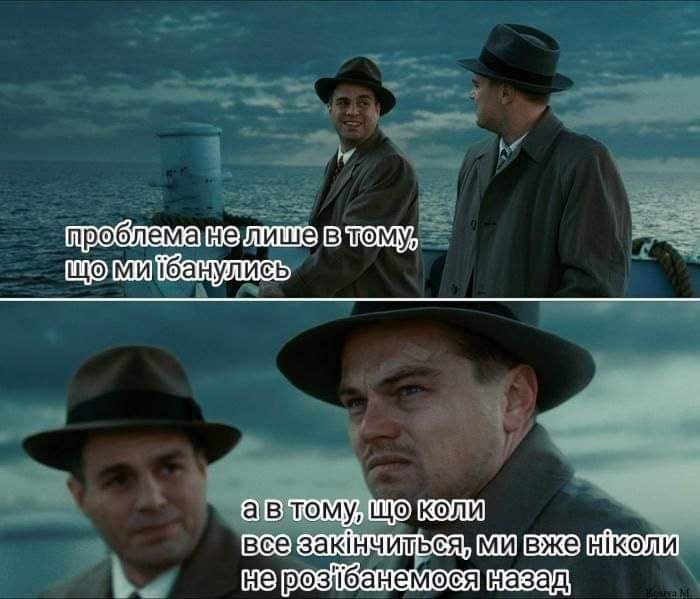 проблема не лише в тому,
що ми їбанулись
а в тому, що коли
все закінчиться, ми вже ніколи
не роз'їбанемося назад
Kostya M.